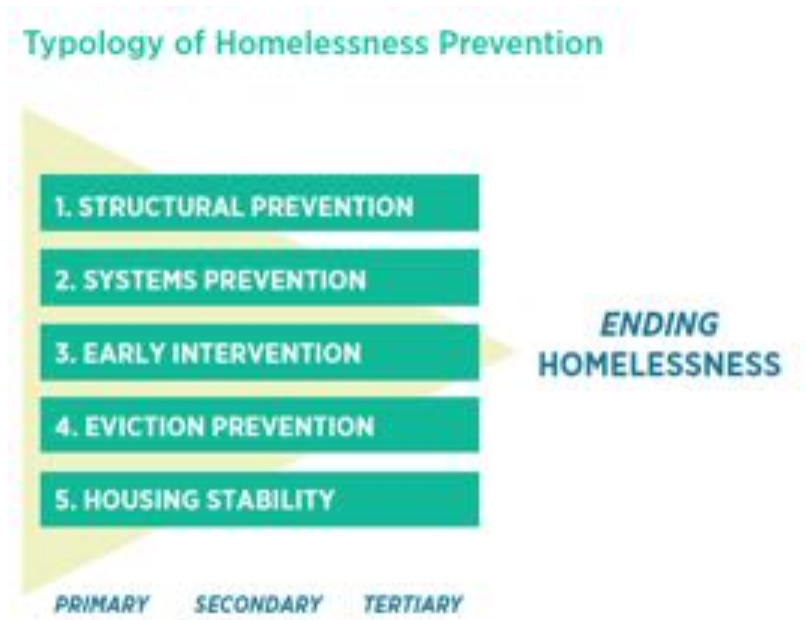 Typology of Homelessness Prevention
1. STRUCTURAL PREVENTION
2. SYSTEMS PREVENTION
3. EARLY INTERVENTION
4. EVICTION PREVENTION
5. HOUSING STABILITY
ENDING
HOMELESSNESS
PRIMARY SECONDARY TERTIARY